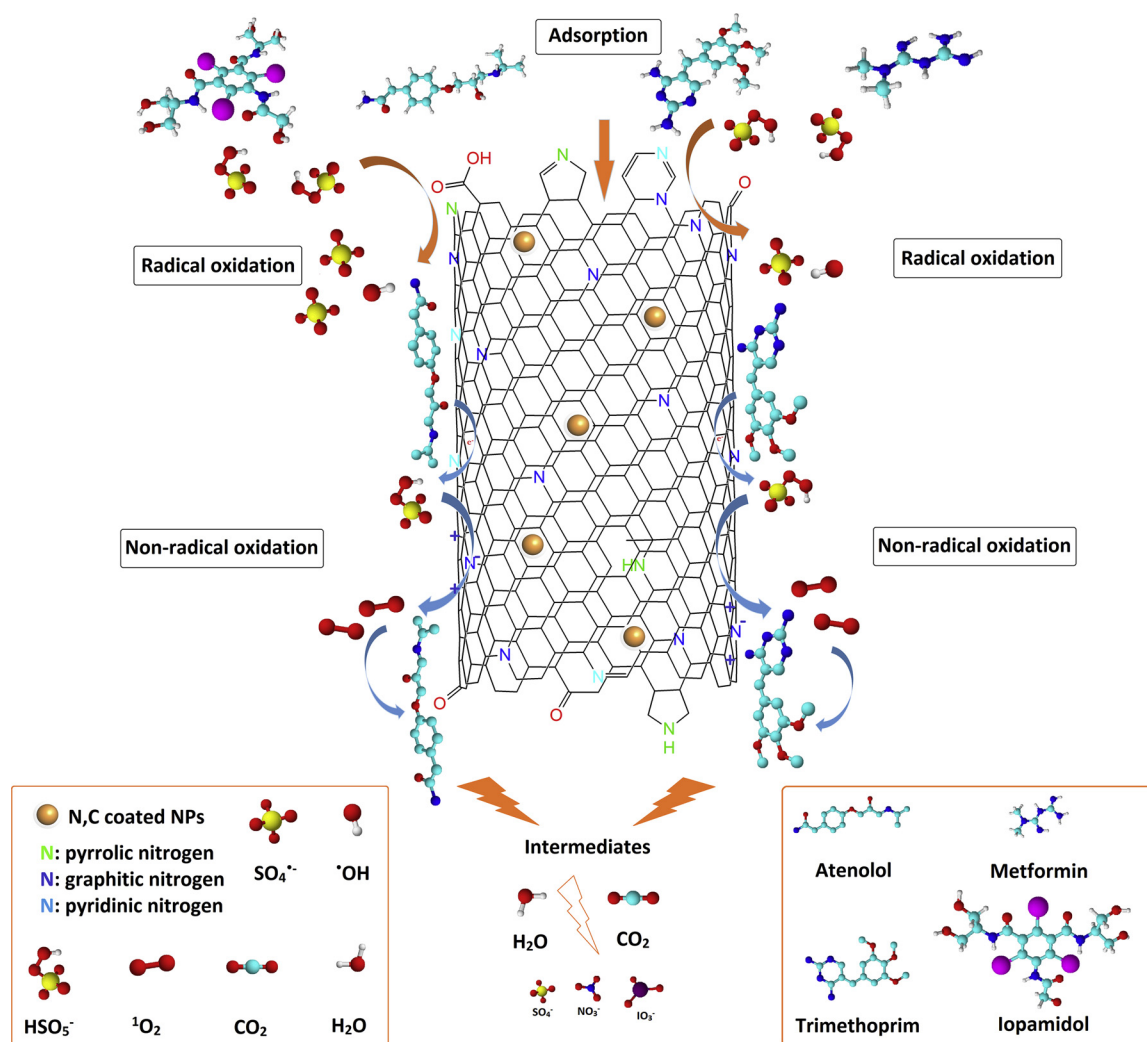 Adsorption
OH
O
N
N
N
O
N
N
N
N
Radical oxidation
Radical oxidation
N
N
N
N
N
e-
e-
N
N
N
Non-radical oxidation
Non-radical oxidation
+
N-
+
HN
+
N-
+
N
N
N
O
O
N
H
N,C coated NPs
N: pyrrolic nitrogen
N: graphitic nitrogen
N: pyridinic nitrogen
SO₄•-
•OH
HSO₅-
¹O₂
CO₂
H₂O
Intermediates
H₂O
CO₂
SO₄-
NO₃-
IO₃-
Atenolol
Metformin
Trimethoprim
Iopamidol